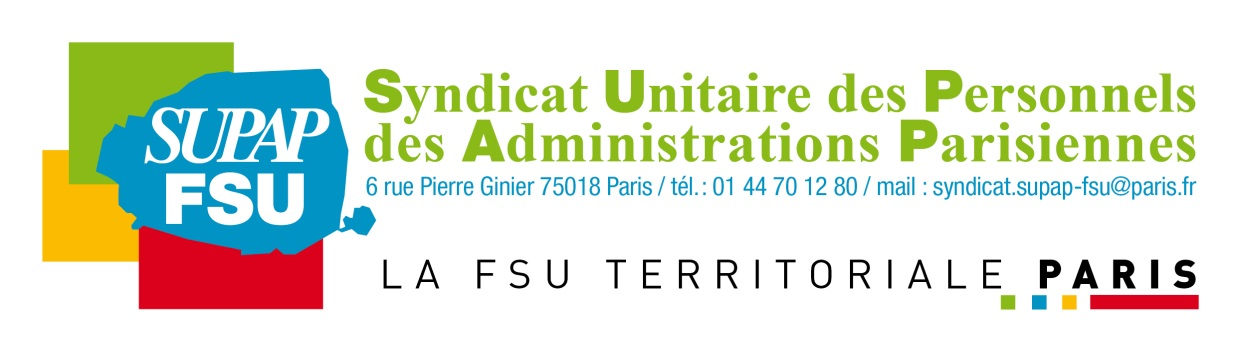 SUPAP
FSU
Syndicat Unitaire des Personnels
des Administrations Parisiennes
6 rue Pierre Ginier 75018 Paris / tél.: 01 44 70 12 80 / mail : syndicat.supap-fsu@paris.fr
LA FSU TERRITORIALE PARIS